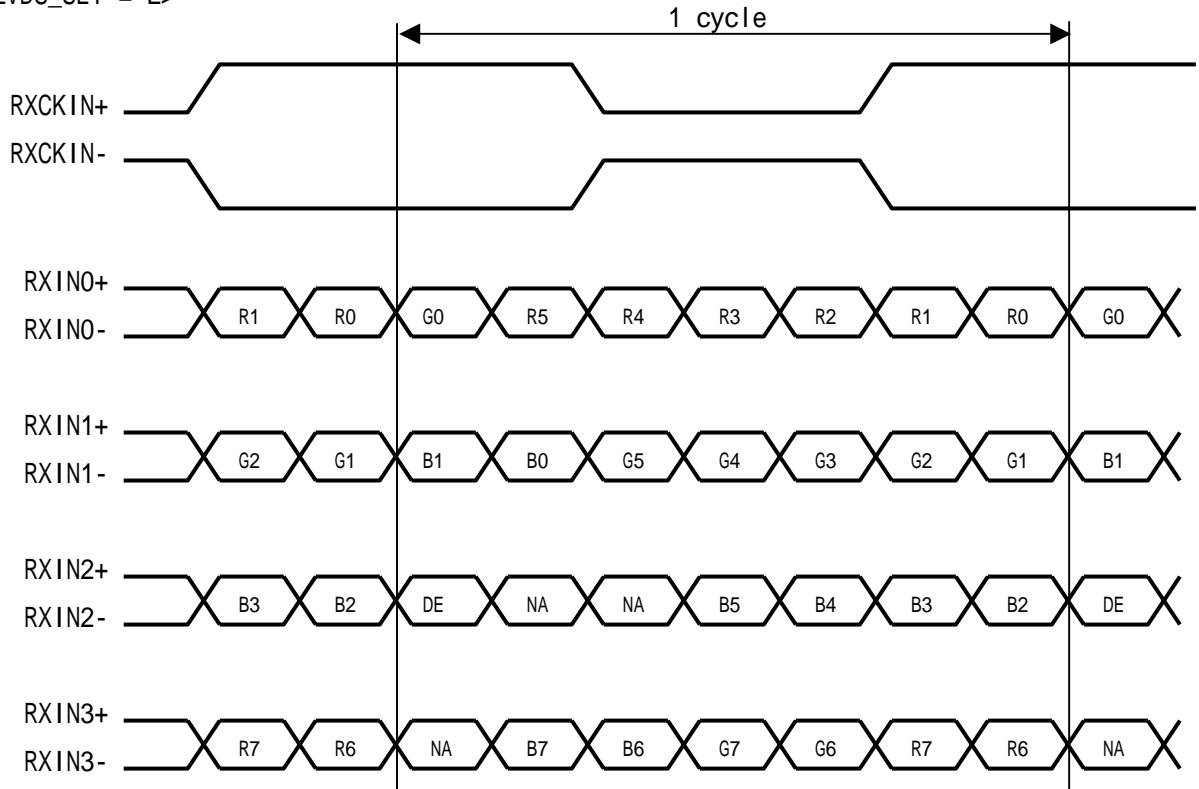 1 cycle
RXCKIN+
RXCKIN-
RXIN0+
RXIN0-
R1 R0 G0 R5 R4 R3 R2 R1 R0 G0
RXIN1+
RXIN1-
G2 G1 B1 B0 G5 G4 G3 G2 G1 B1
RXIN2+
RXIN2-
B3 B2 DE NA NA B5 B4 B3 B2 DE
RXIN3+
RXIN3-
R7 R6 NA B7 B6 G7 G6 R7 R6 NA